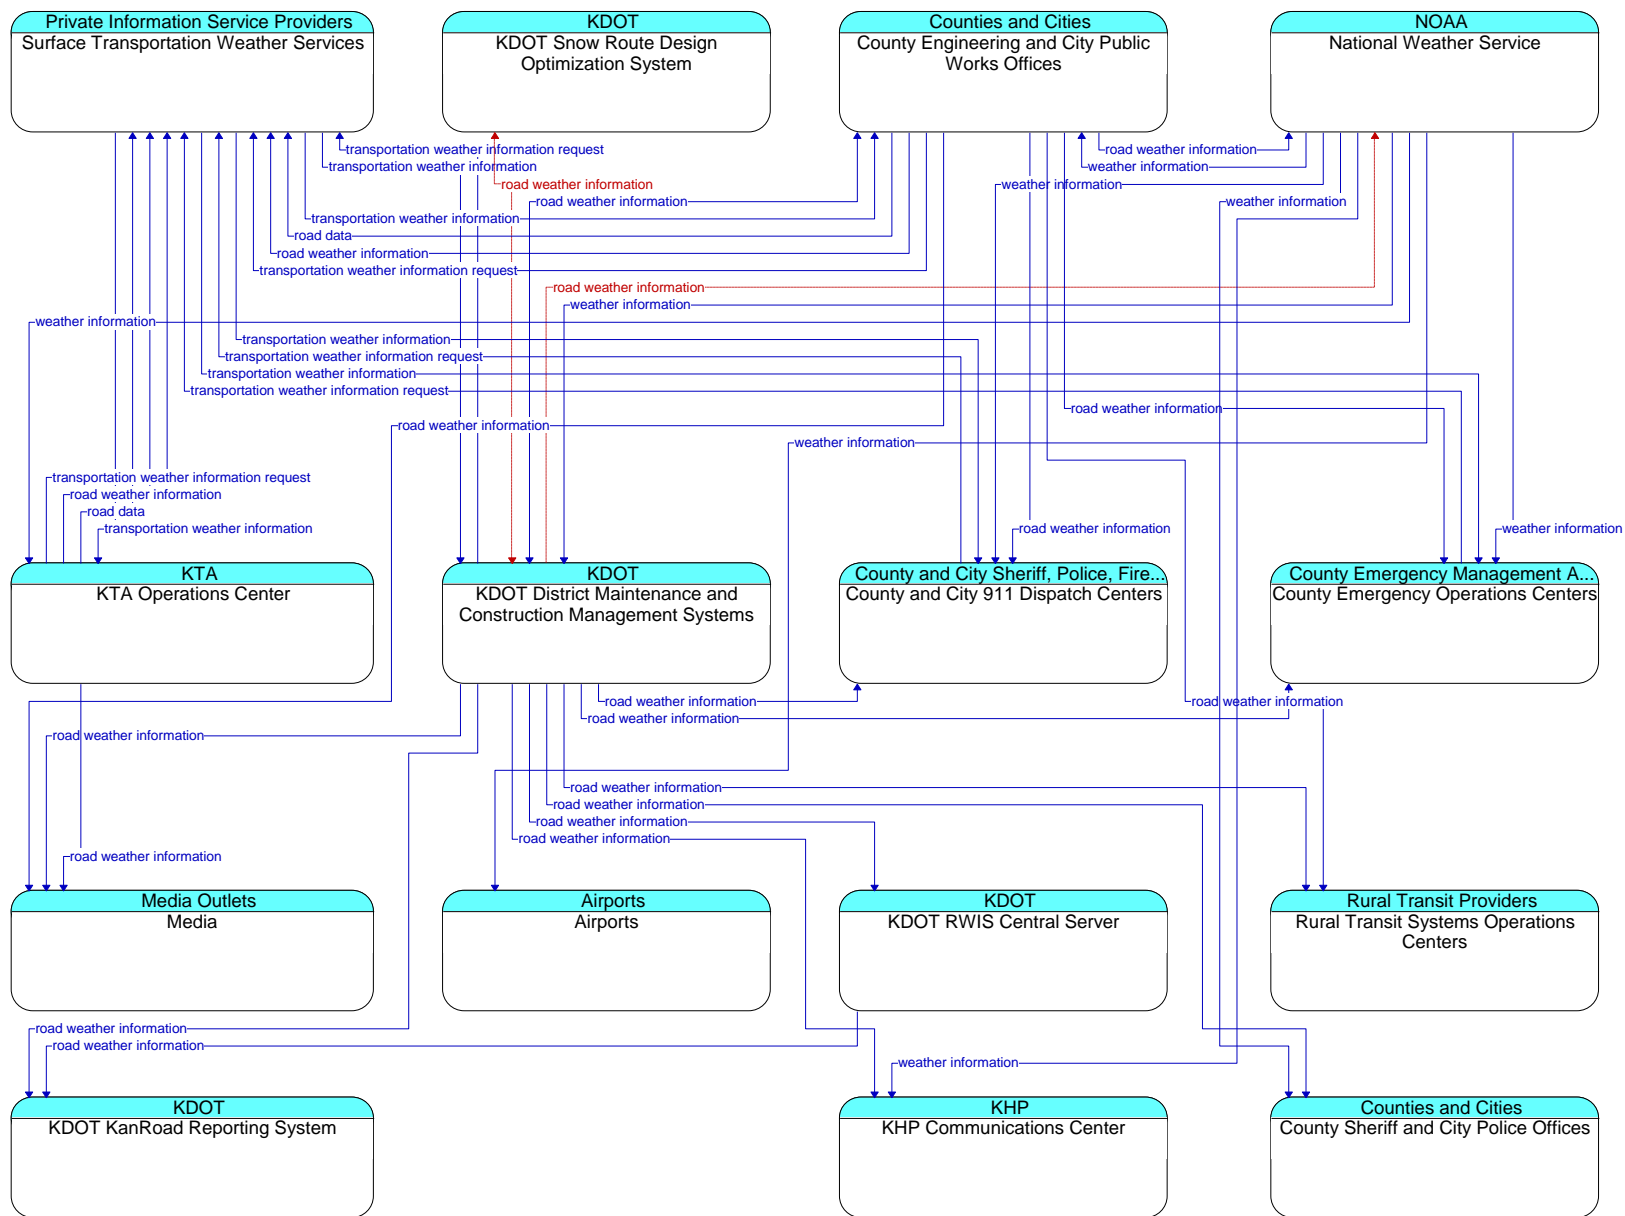 Private Information Service Providers
Surface Transportation Weather Services
KDOT
KDOT Snow Route Design
Optimization System
Counties and Cities
County Engineering and City Public
Works Offices
NOAA
National Weather Service
transportation weather information request
road weather information
transportation weather information
weather information
road weather information
weather information
road weather information
weather information
transportation weather information
road data
road weather information
transportation weather information request
road weather information
weather information
weather information
transportation weather information
transportation weather information request
transportation weather information
transportation weather information request
road weather information
road weather information
weather information
transportation weather information request
road weather information
road data
transportation weather information
road weather information
weather information
KTA
KTA Operations Center
KDOT
KDOT District Maintenance and
Construction Management Systems
County and City Sheriff, Police, Fire...
County and City 911 Dispatch Centers
County Emergency Management A...
County Emergency Operations Centers
road weather information
road weather information
road weather information
road weather information
road weather information
road weather information
road weather information
road weather information
road weather information
Media Outlets
Media
Airports
Airports
KDOT
KDOT RWIS Central Server
Rural Transit Providers
Rural Transit Systems Operations
Centers
road weather information
road weather information
weather information
KDOT
KDOT KanRoad Reporting System
KHP
KHP Communications Center
Counties and Cities
County Sheriff and City Police Offices